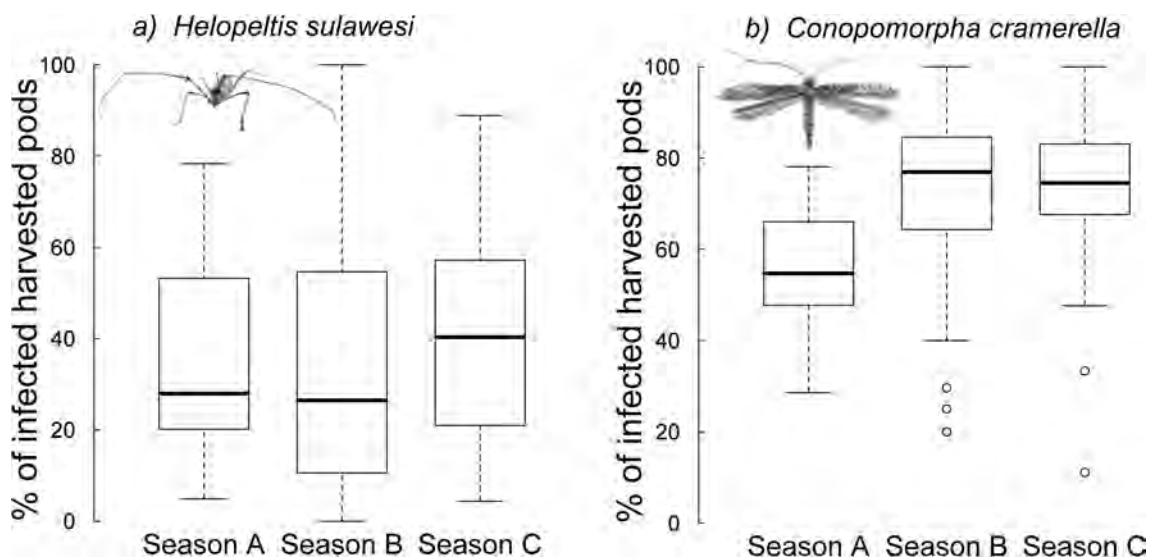 a) Helopeltis sulawesi
% of infected harvested pods
100
80
60
40
20
0
Season A Season B Season C
b) Conopomorpha cramerella
% of infected harvested pods
100
80
60
40
20
0
Season A Season B Season C